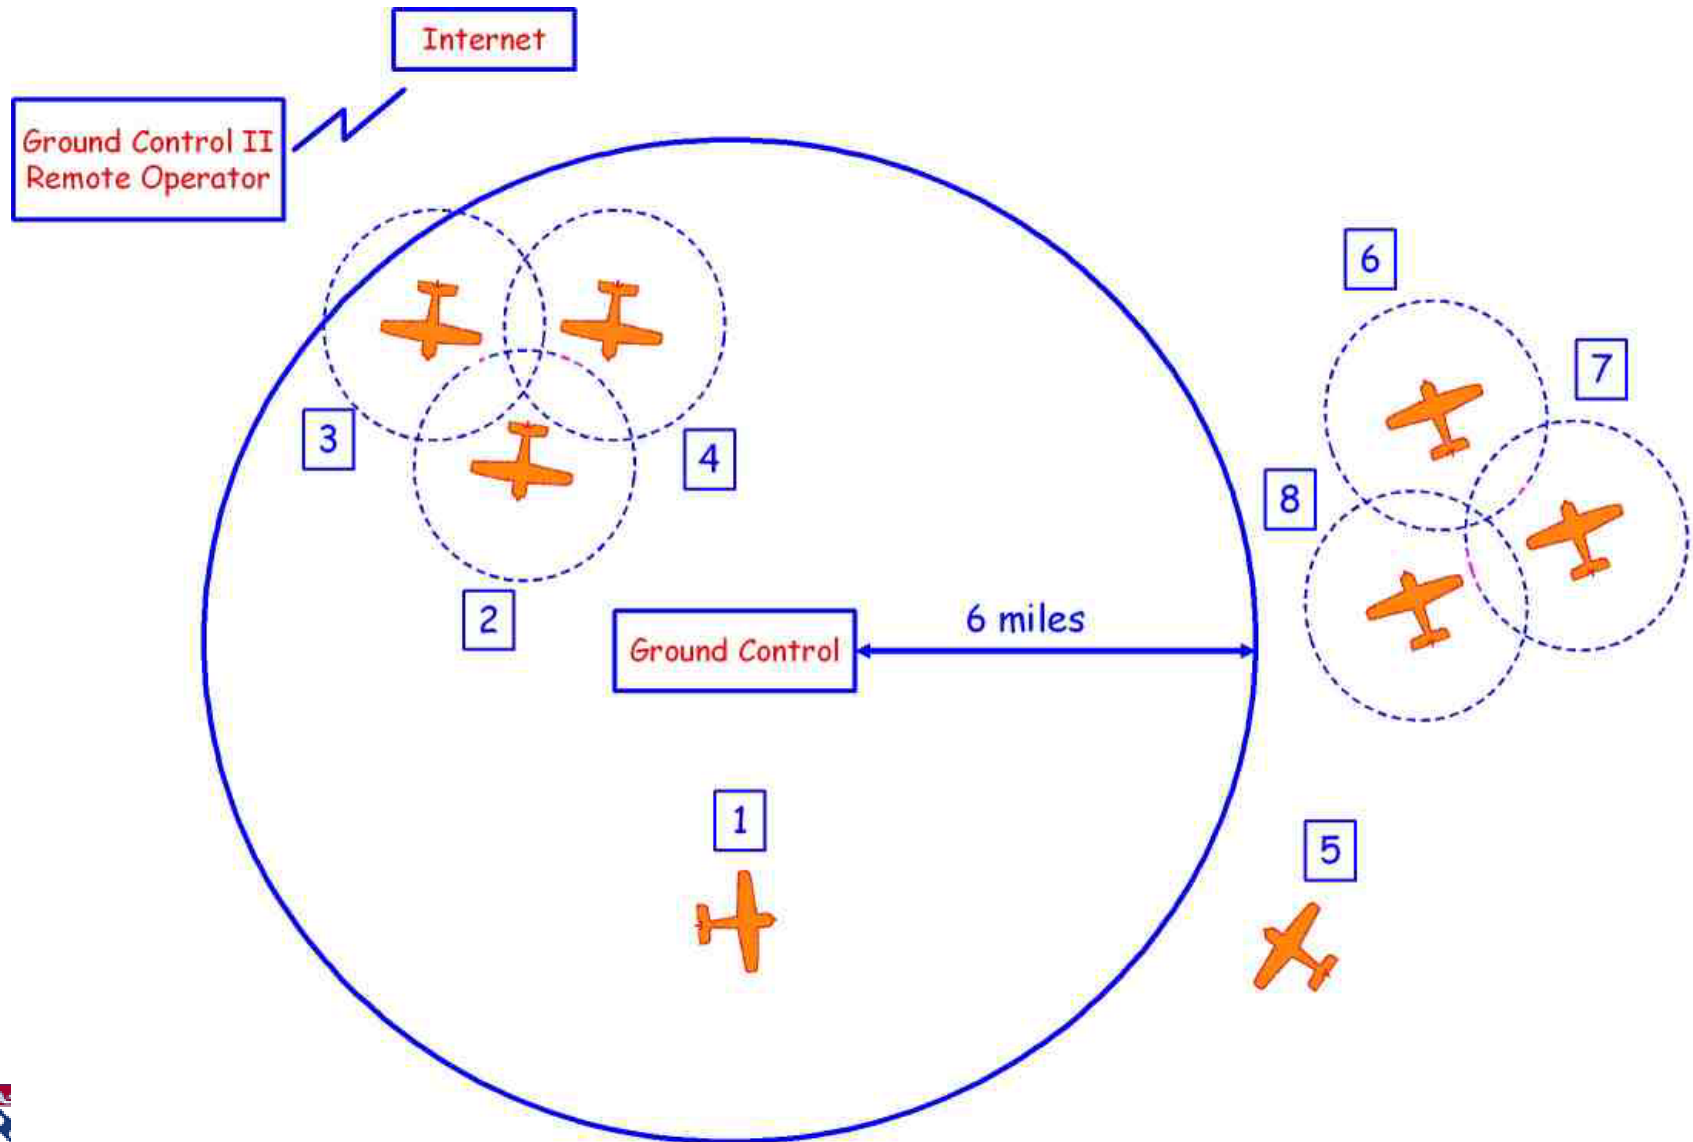 Internet
Ground Control II
Remote Operator
6
7
3
4
8
2
6 miles
Ground Control
1
5